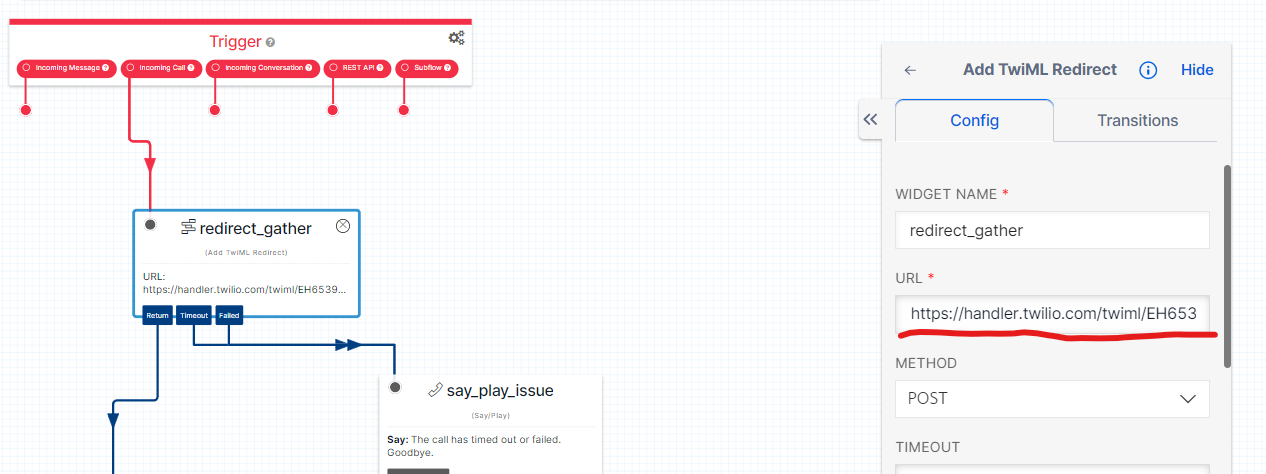 Trigger
Incoming Message
Incoming Call
Incoming Conversation
REST API
Subflow
redirect_gather
(Add TwiML Redirect)
URL:
https://handler.twilio.com/twiml/EH6539...
Return
Timeout
Failed
say_play_issue
(Say/Play)
Say: The call has timed out or failed.
Goodbye.
Add TwiML Redirect
Hide
Config
Transitions
WIDGET NAME *
redirect_gather
URL *
https://handler.twilio.com/twiml/EH653
METHOD
POST
TIMEOUT